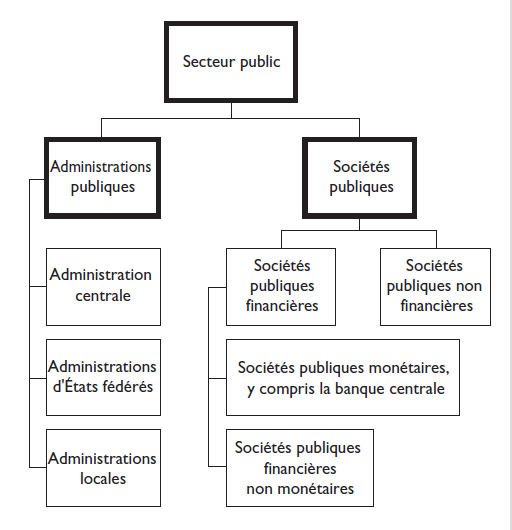 Secteur public
Administrations
publiques
Sociétés
publiques
Administration
centrale
Sociétés
publiques
financières
Sociétés
publiques non
financières
Administrations
d'États fédérés
Sociétés publiques monétaires,
y compris la banque centrale
Administrations
locales
Sociétés publiques
financières
non monétaires